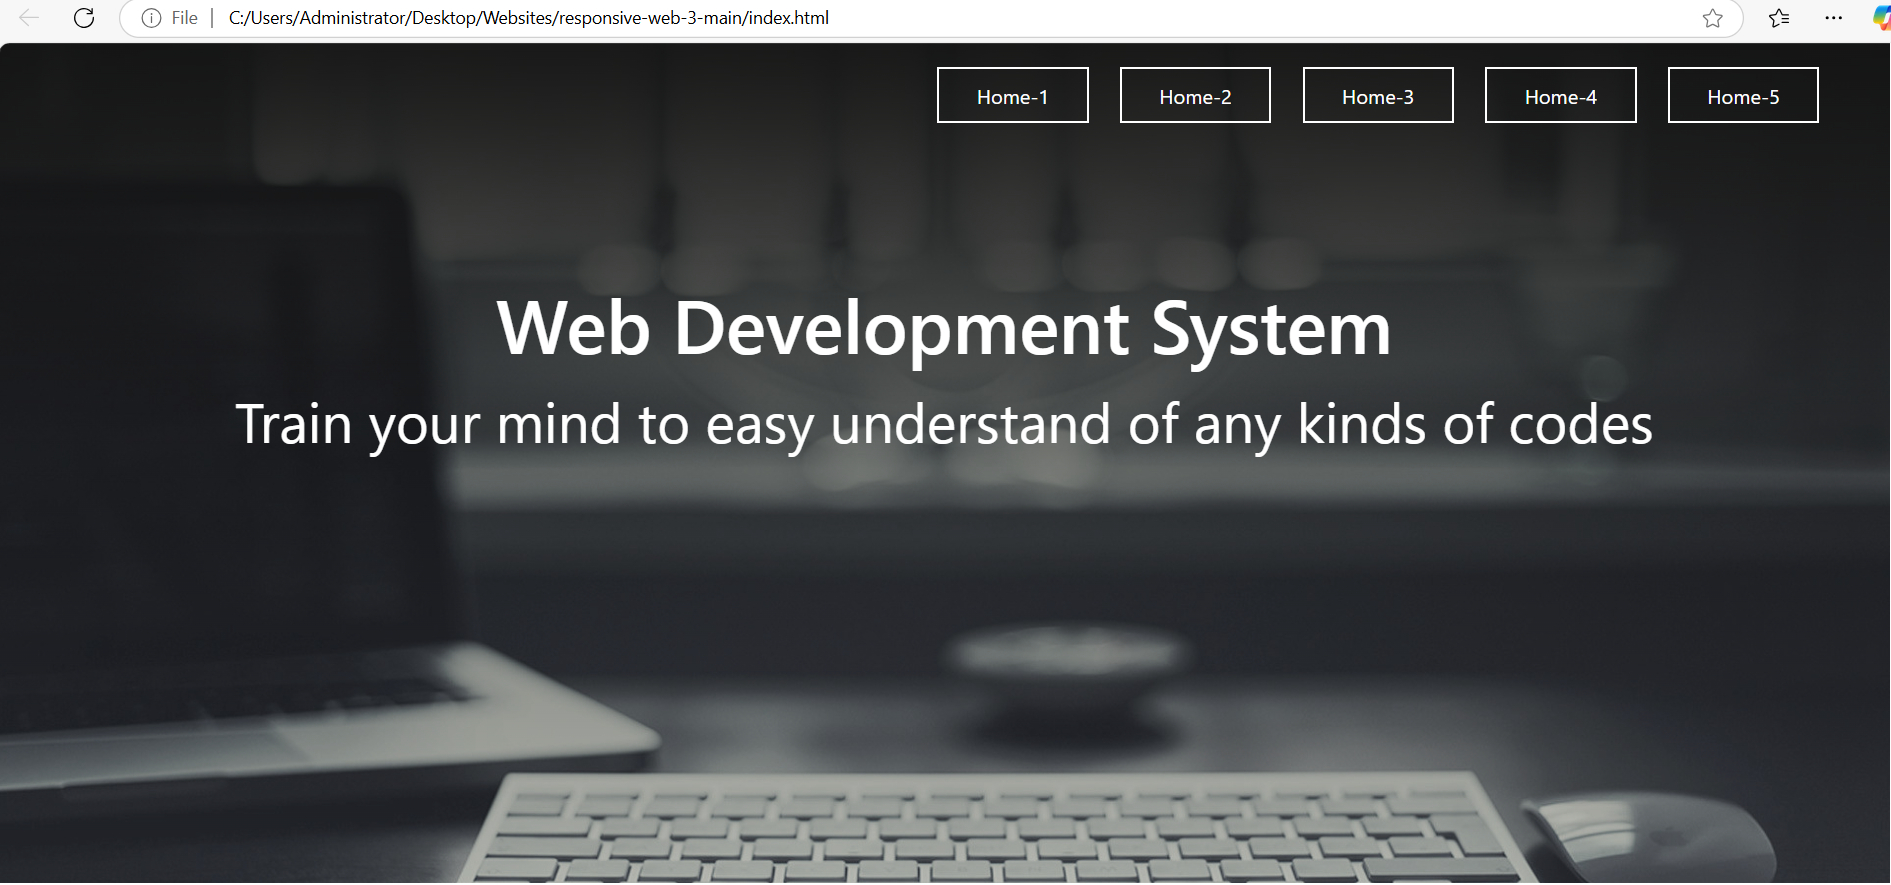 File | C:/Users/Administrator/Desktop/Websites/responsive-web-3-main/index.html
Home-1 Home-2 Home-3 Home-4 Home-5
Web Development System
Train your mind to easy understand of any kinds of codes